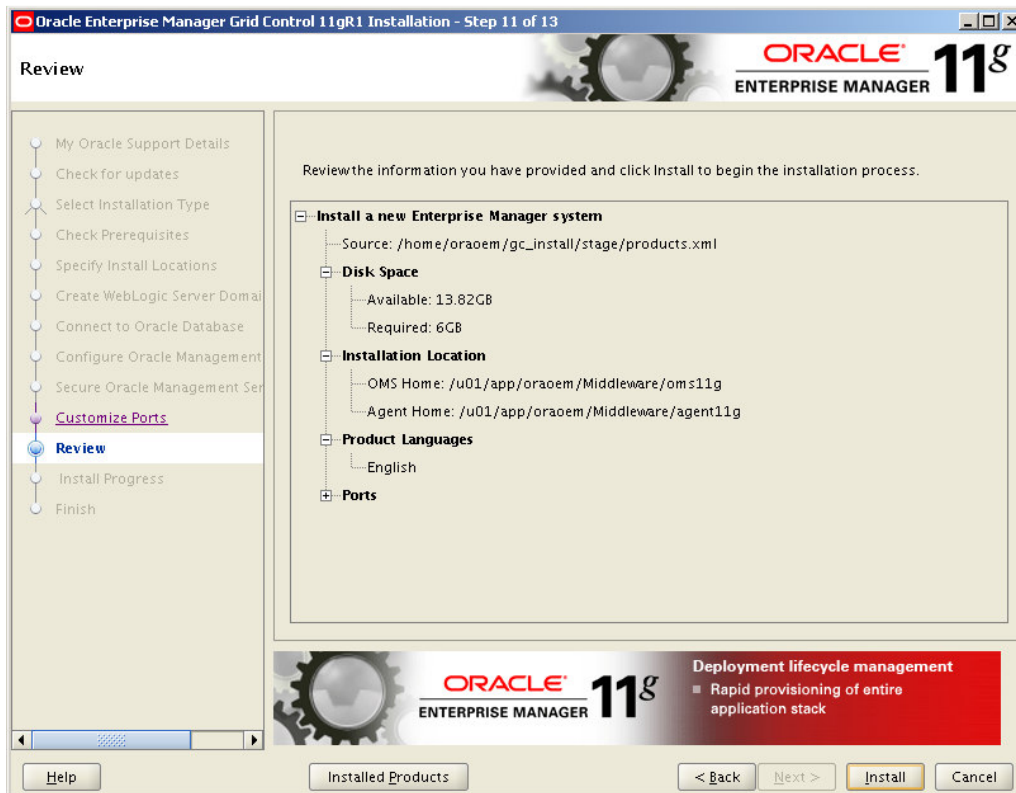 Oracle Enterprise Manager Grid Control 11gR1 Installation - Step 11 of 13
Review
ORACLE
ENTERPRISE MANAGER
11g
My Oracle Support Details
Check for updates
Select Installation Type
Check Prerequisites
Specify Install Locations
Create WebLogic Server Domai
Connect to Oracle Database
Configure Oracle Management
Secure Oracle Management Ser
Customize Ports
Review
Install Progress
Finish
Review the information you have provided and click Install to begin the installation process.
Install a new Enterprise Manager system
Source: /home/oraoem/gc_install/stage/products.xml
Disk Space
Available: 13.82GB
Required: 6GB
Installation Location
OMS Home: /u01/app/oraoem/Middleware/oms11g
Agent Home: /u01/app/oraoem/Middleware/agent11g
Product Languages
English
Ports
ORACLE
ENTERPRISE MANAGER
11g
Deployment lifecycle management
Rapid provisioning of entire
application stack
Help
Installed Products
< Back
Next >
Install
Cancel